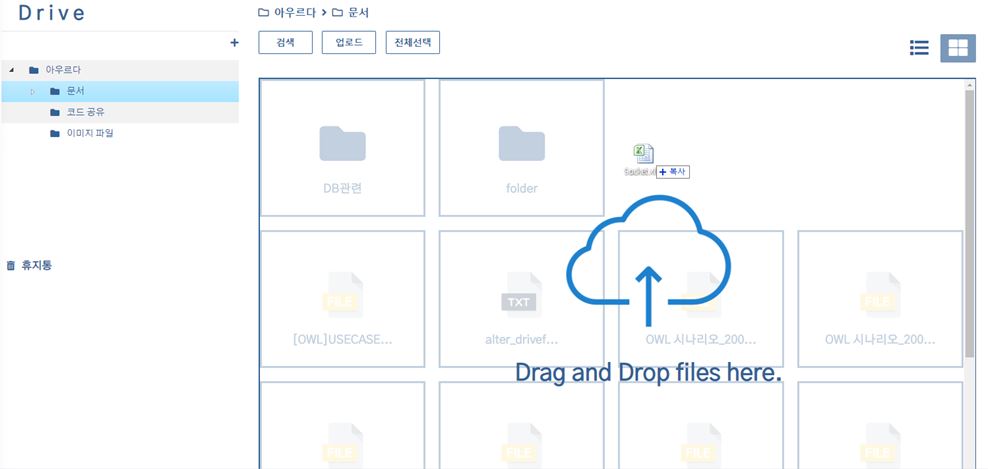 Drive
아우르다 > 문서
+
검색 업로드 전체선택
아우르다
문서
코드 공유
이미지 파일
휴지통
DB관련 folder
+ 복사
FILE TXT FILE FILE
[OWL]USECASE... alter_drivef... OWL 시나리오_200... OWL 시나리오_200...
Drag and Drop files here.
FILE FILE FILE FILE